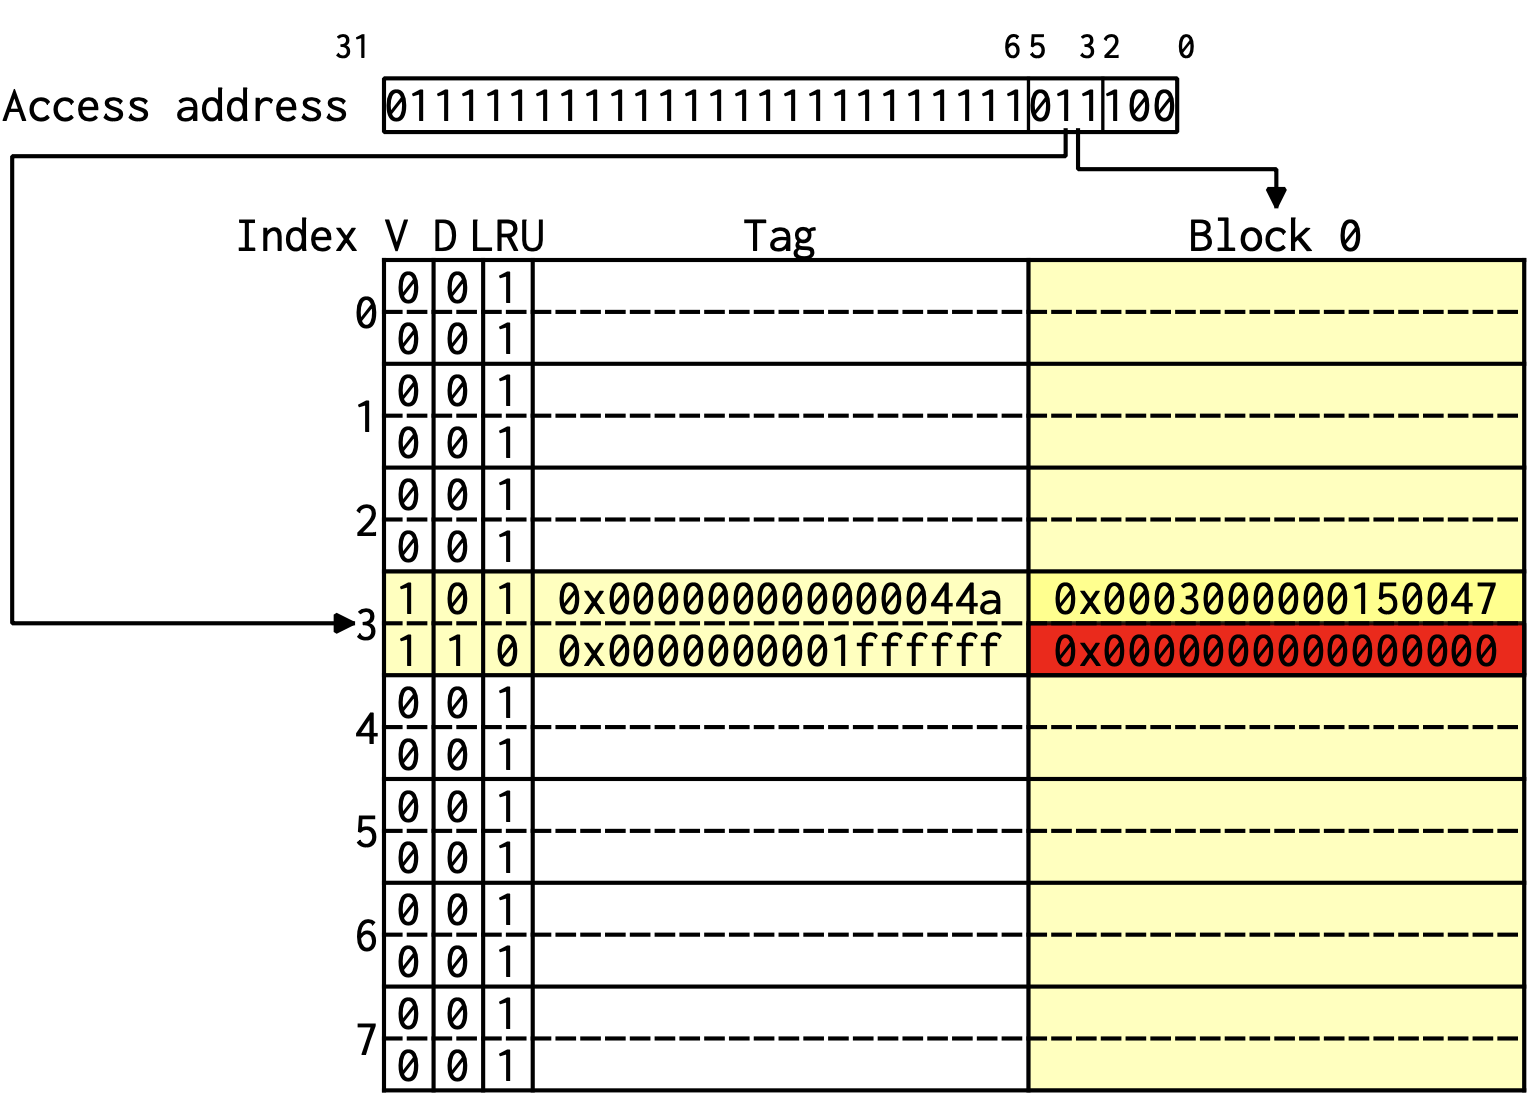 31 6 5 3 2 0
Access address 01111111111111111111111111 011 100
Index V D LRU Tag Block 0
0 0 1
0
0 0 1
0 0 1
1
0 0 1
0 0 1
2
0 0 1
1 0 1 0x000000000000044a 0x0003000000150047
3
1 1 0 0x0000000001ffffff 0x0000000000000000
0 0 1
4
0 0 1
0 0 1
5
0 0 1
0 0 1
6
0 0 1
0 0 1
7
0 0 1